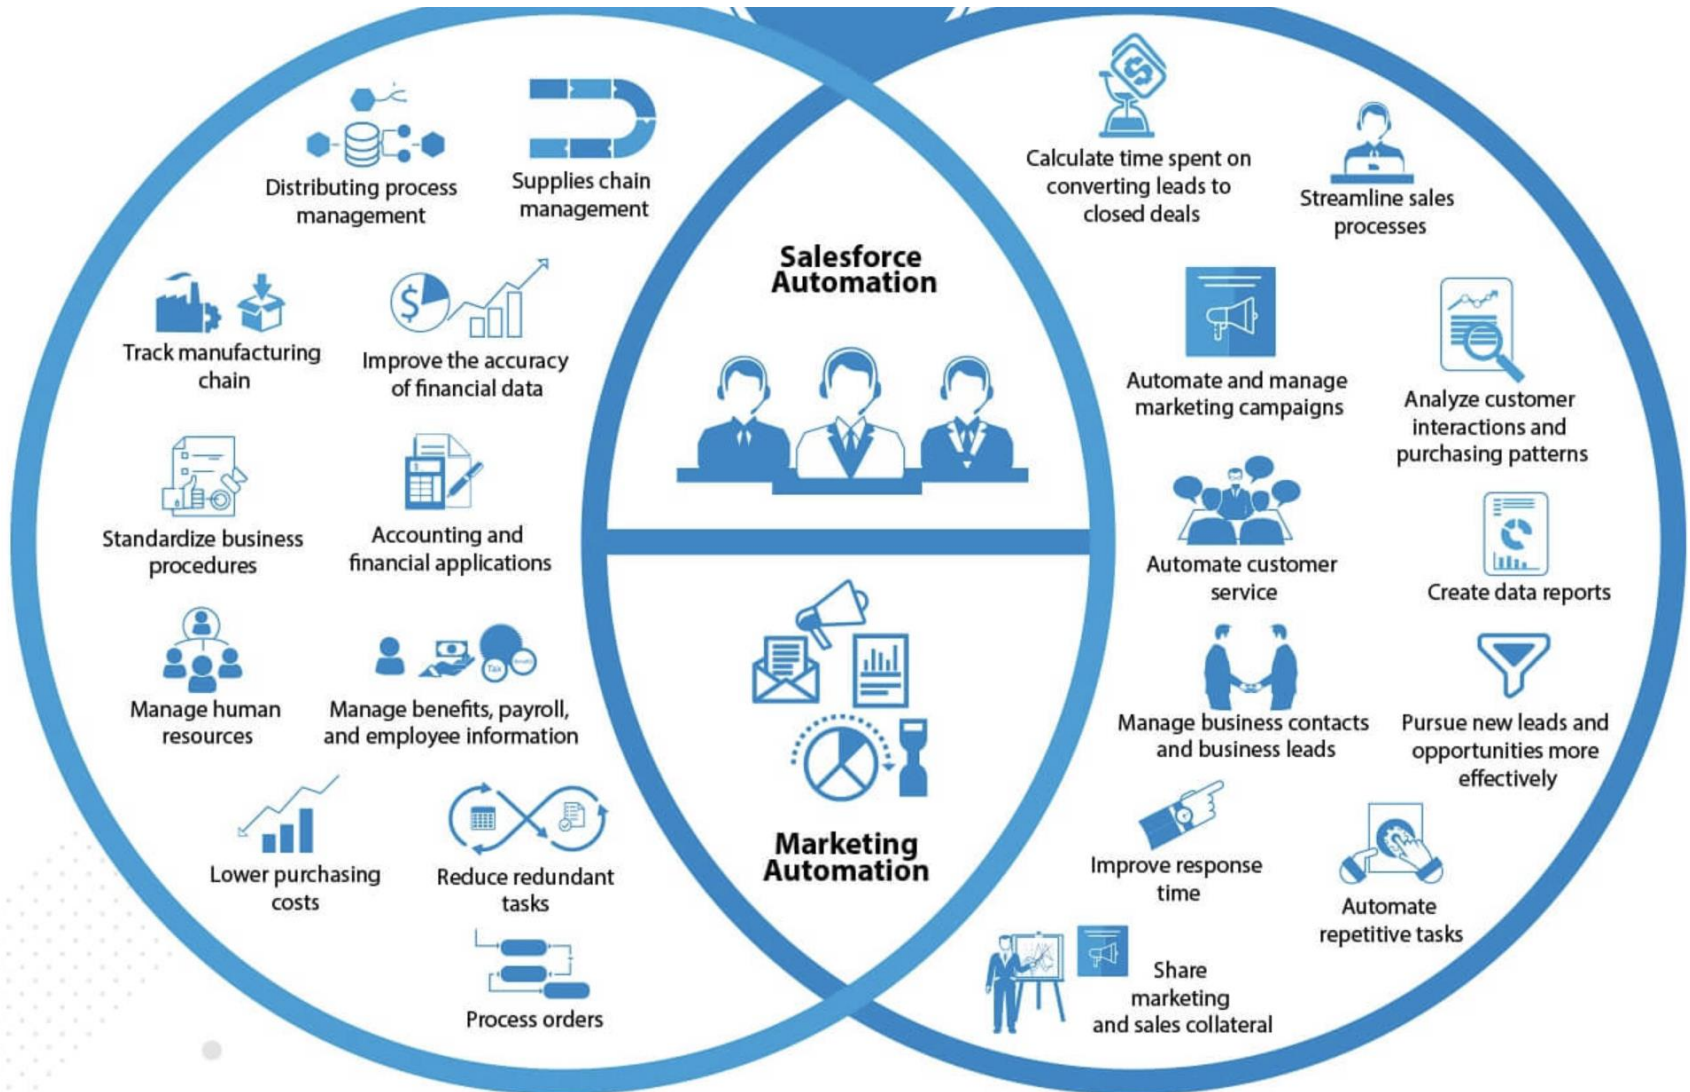 Distributing process
management
Supplies chain
management
Track manufacturing
chain
Improve the accuracy
of financial data
Standardize business
procedures
Accounting and
financial applications
Manage human
resources
Tax
Manage benefits, payroll,
and employee information
Lower purchasing
costs
Reduce redundant
tasks
Process orders
Salesforce
Automation
Marketing
Automation
Calculate time spent on
converting leads to
closed deals
Streamline sales
processes
Automate and manage
marketing campaigns
Analyze customer
interactions and
purchasing patterns
Automate customer
service
Create data reports
Manage business contacts
and business leads
Pursue new leads and
opportunities more
effectively
Improve response
time
Automate
repetitive tasks
Share
marketing
and sales collateral